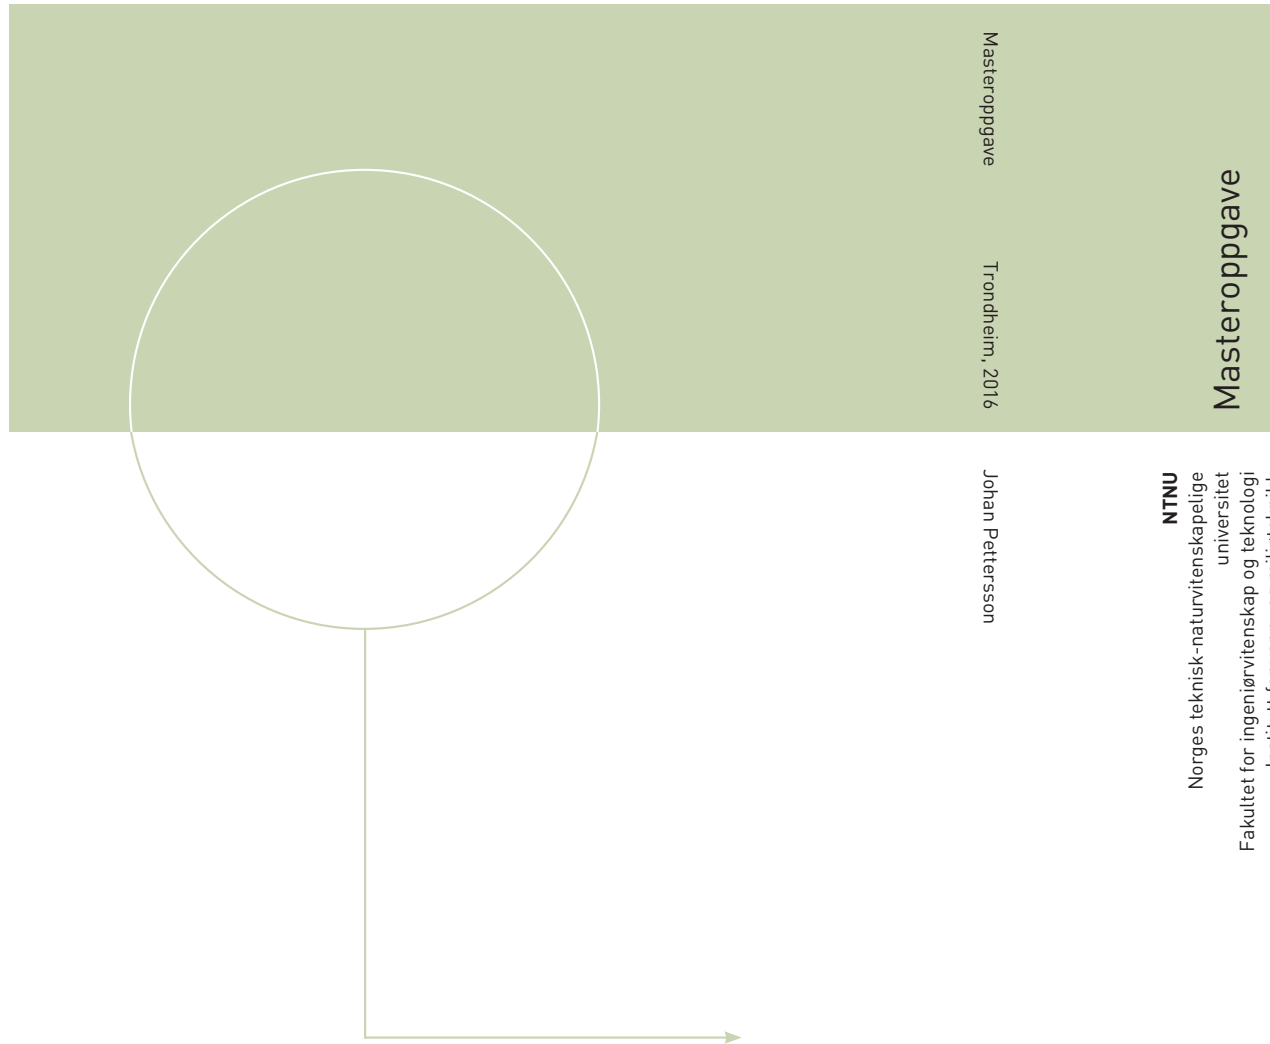 Masteroppgave
Trondheim, 2016
Johan Pettersson
Masteroppgave
NTNU
Norges teknisk-naturvitenskapelige
universitet
Fakultet for ingeniørvitenskap og teknologi